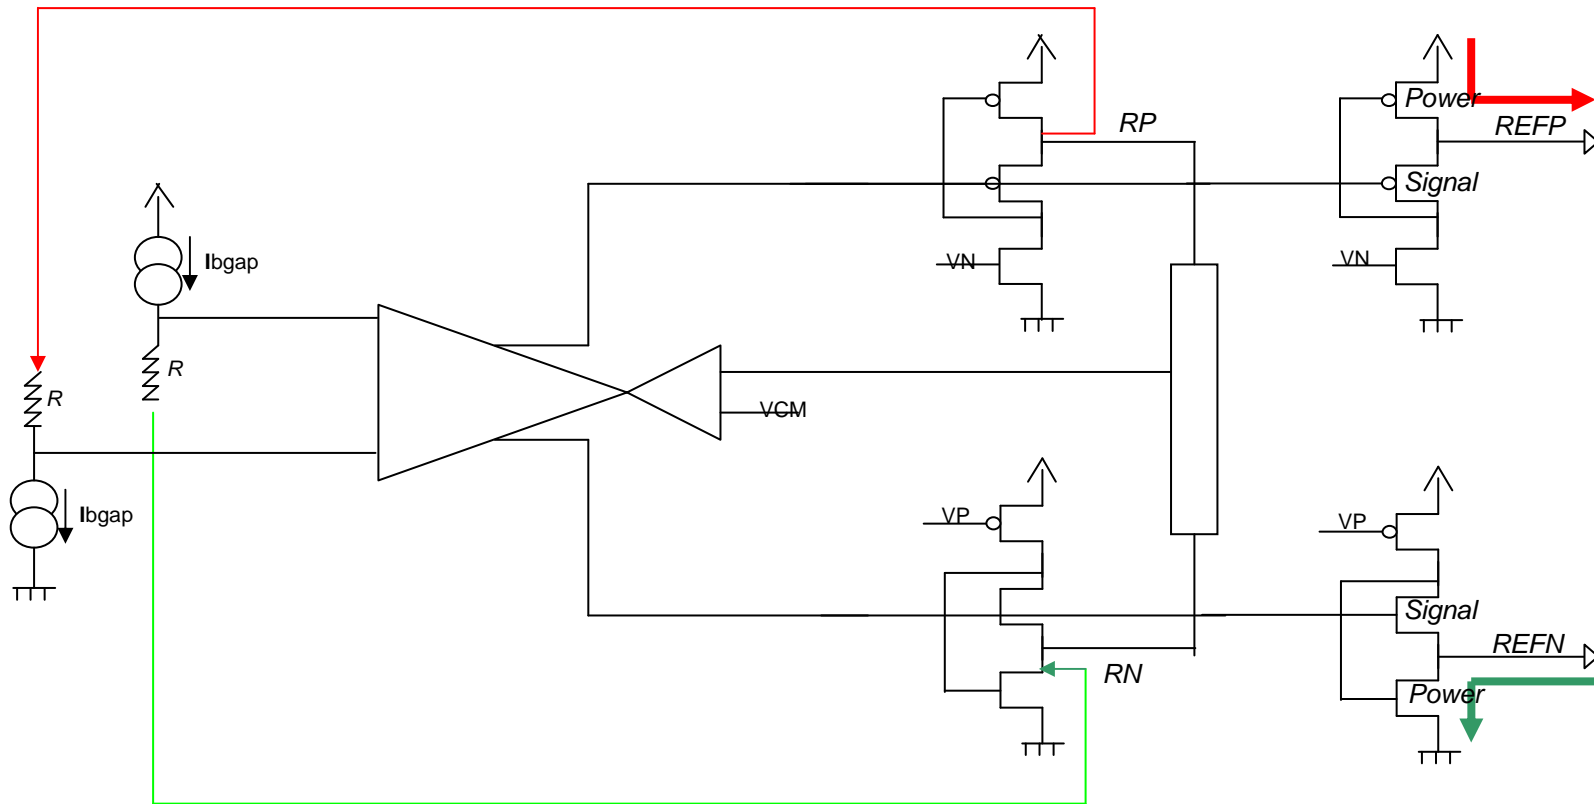 Power
RP
REFP
Signal
Ibgap
VN
VN
R
R
VCM
Ibgap
VP
VP
Signal
REFN
RN
Power